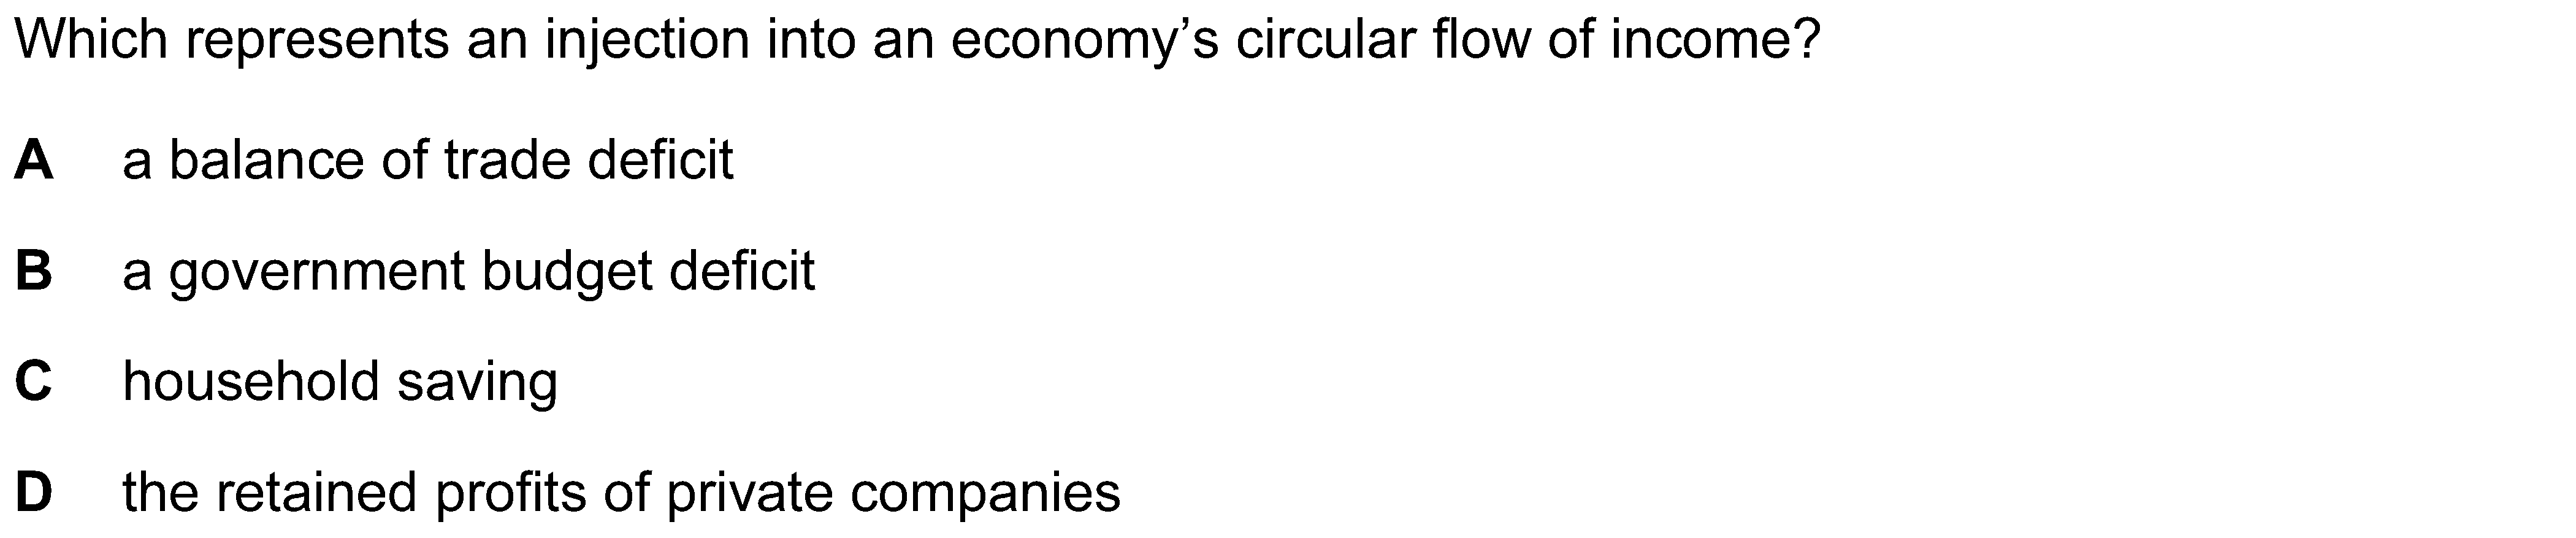 Which represents an injection into an economy’s circular flow of income?
A a balance of trade deficit
B a government budget deficit
C household saving
D the retained profits of private companies